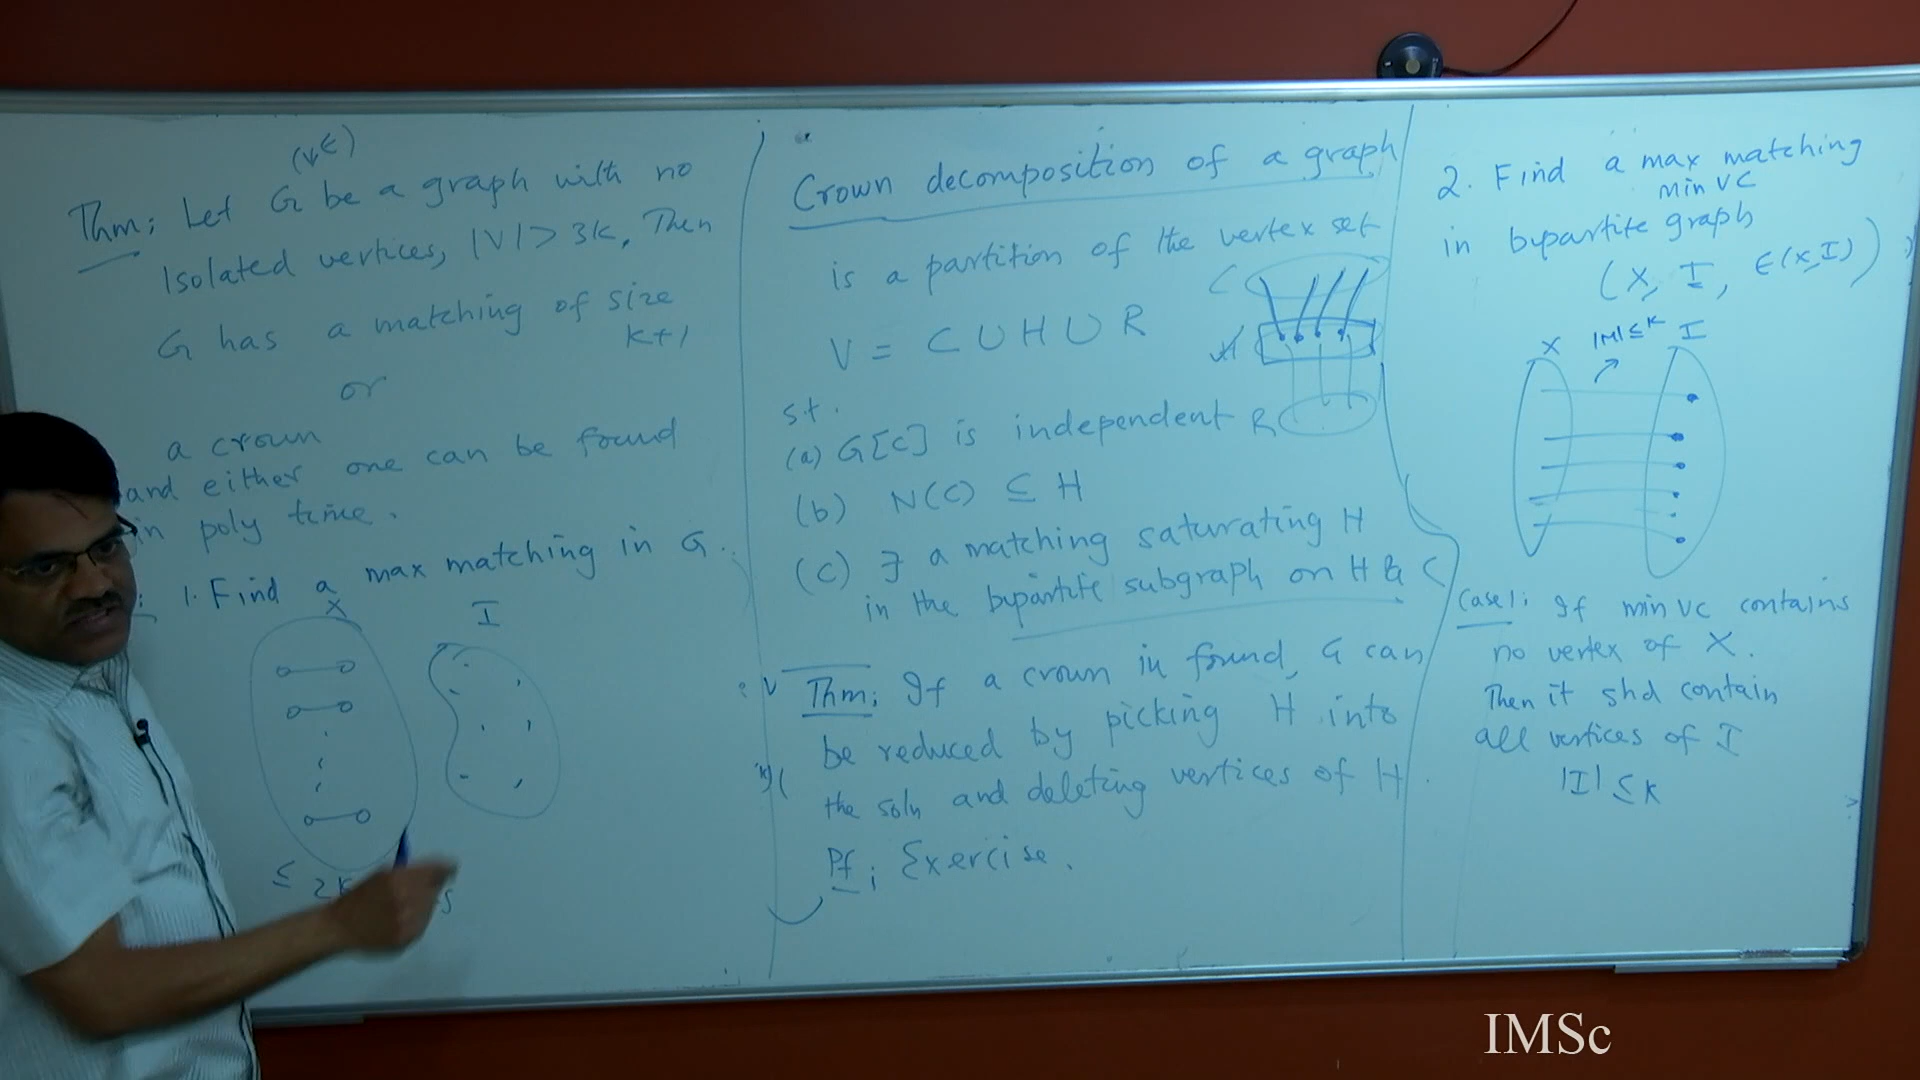 (V,E)
Thm: Let G be a graph with no
isolated vertices, |V| > 3k, Then
G has a matching of size
k+1
or
a crown
and either one can be found
in poly time.
1. Find a max matching in G.
X
I
≤ 2k
Crown decomposition of a graph
is a partition of the vertex set
V = C ∪ H ∪ R
C
H
R
s.t.
(a) G[C] is independent
(b) N(C) ⊆ H
(c) ∃ a matching saturating H
in the bipartite subgraph on H & C
Thm: If a crown in found, G can
be reduced by picking H into
the soln and deleting vertices of H.
Pf: Exercise.
2. Find a max matching
min VC
in bipartite graph
(X, I, E(X,I))
X
|M| ≤ k
I
Case 1: If min VC contains
no vertex of X.
Then it shd contain
all vertices of I
|I| ≤ k
IMSc